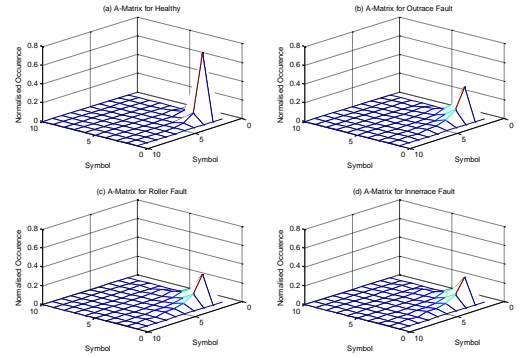 (a) A-Matrix for Healthy
Normalised Occurence
0.8
0.6
0.4
0.2
0
10
5
0
Symbol
10
5
0
Symbol
(b) A-Matrix for Outrace Fault
Normalised Occurence
0.8
0.6
0.4
0.2
0
10
5
0
Symbol
10
5
0
Symbol
(c) A-Matrix for Roller Fault
Normalised Occurence
0.8
0.6
0.4
0.2
0
10
5
0
Symbol
10
5
0
Symbol
(d) A-Matrix for Innerrace Fault
Normalised Occurence
0.8
0.6
0.4
0.2
0
10
5
0
Symbol
10
5
0
Symbol